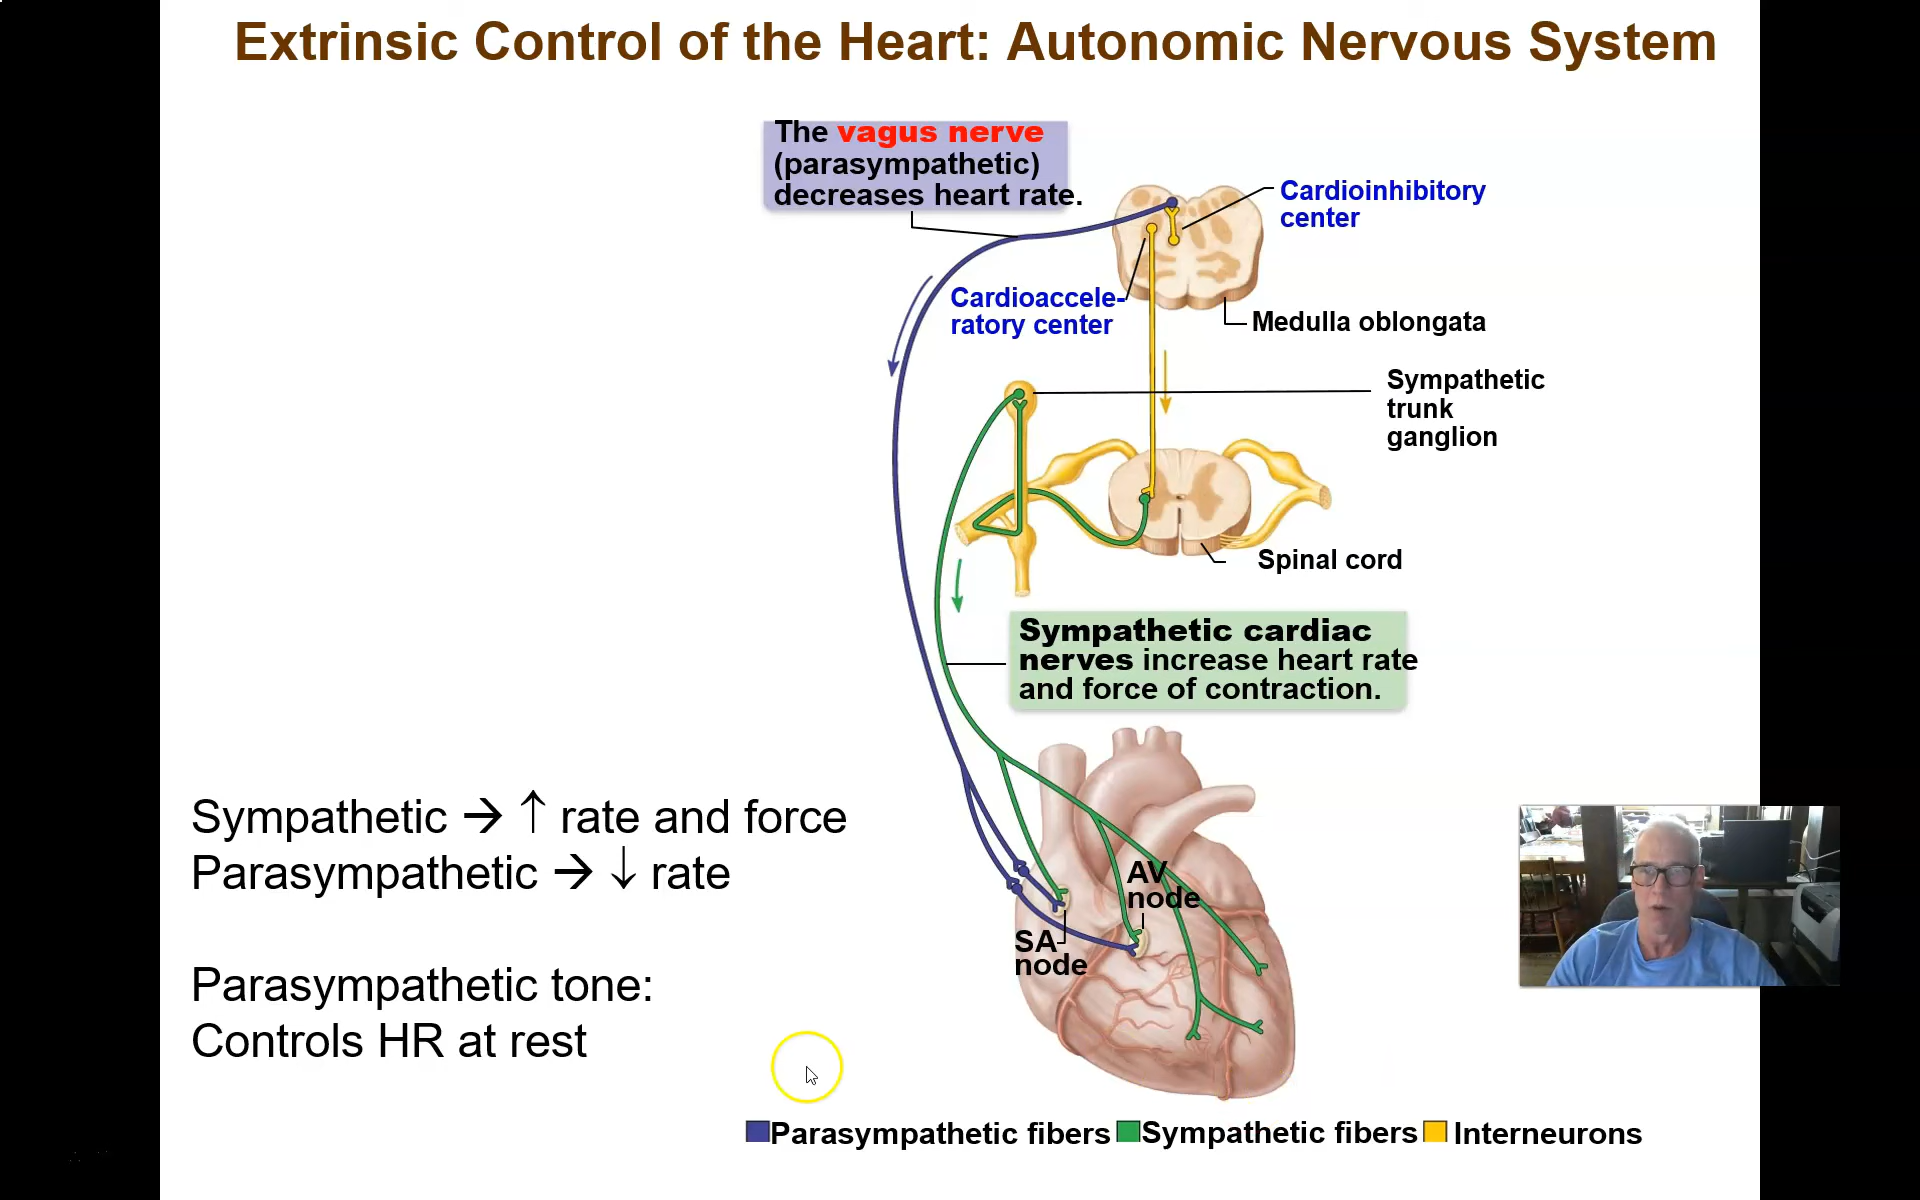 Extrinsic Control of the Heart: Autonomic Nervous System
The vagus nerve
(parasympathetic)
decreases heart rate.
Cardioinhibitory
center
Cardioaccele-
ratory center
Medulla oblongata
Sympathetic
trunk
ganglion
Spinal cord
Sympathetic cardiac
nerves increase heart rate
and force of contraction.
Sympathetic → ↑ rate and force
Parasympathetic → ↓ rate
AV
node
SA
node
Parasympathetic tone:
Controls HR at rest
Parasympathetic fibers
Sympathetic fibers
Interneurons